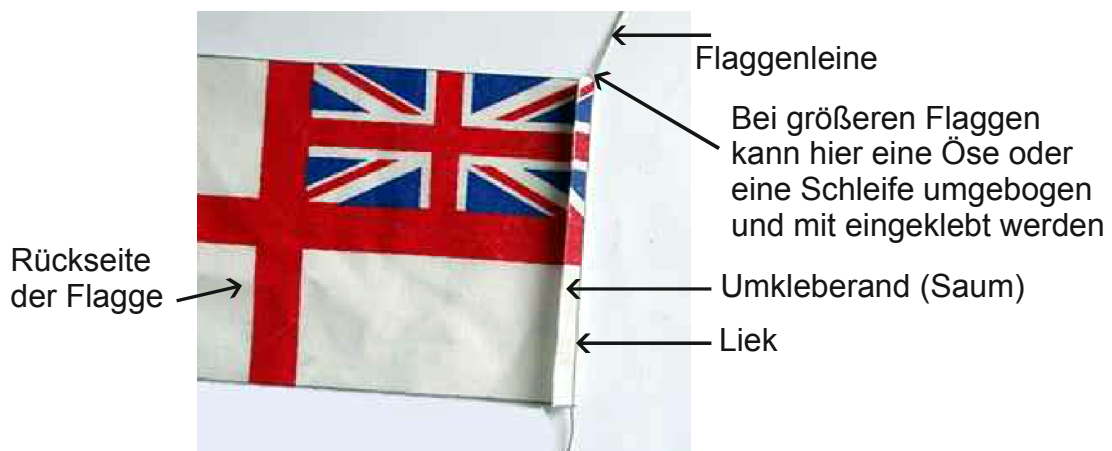 Flaggenleine
Bei größeren Flaggen
kann hier eine Öse oder
eine Schleife umgebogen
und mit eingeklebt werden
Rückseite
der Flagge
Umkleberand (Saum)
Liek